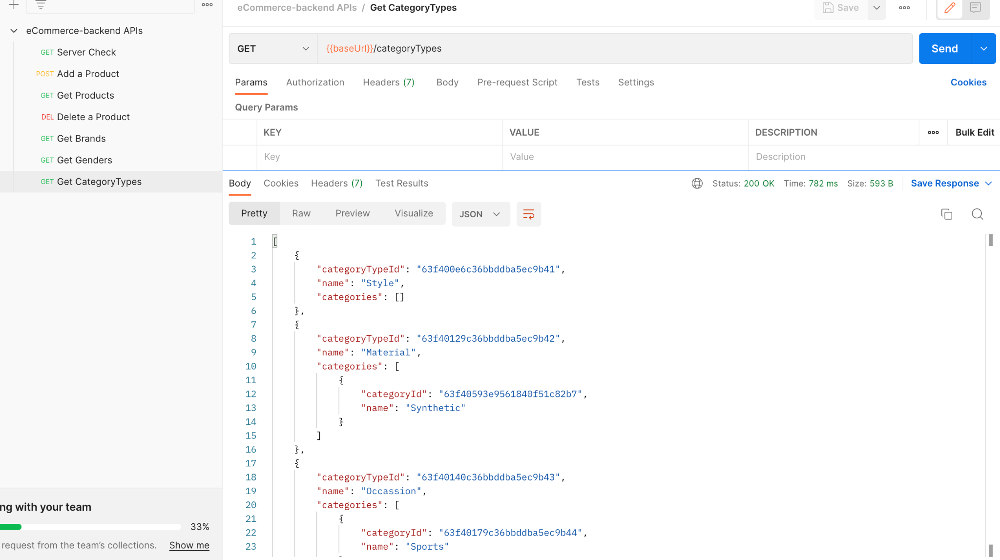 eCommerce-backend APIs / Get CategoryTypes
Save
eCommerce-backend APIs
GET Server Check
POST Add a Product
GET Get Products
DEL Delete a Product
GET Get Brands
GET Get Genders
GET Get CategoryTypes
ng with your team
33%
request from the team’s collections. Show me
GET {{baseUrl}}/categoryTypes Send
Params Authorization Headers (7) Body Pre-request Script Tests Settings Cookies
Query Params
KEY VALUE DESCRIPTION Bulk Edit
Key Value Description
Body Cookies Headers (7) Test Results Status: 200 OK Time: 782 ms Size: 593 B Save Response
Pretty Raw Preview Visualize JSON
1 [
2 {
3 "categoryTypeId": "63f400e6c36bbddba5ec9b41",
4 "name": "Style",
5 "categories": []
6 },
7 {
8 "categoryTypeId": "63f40129c36bbddba5ec9b42",
9 "name": "Material",
10 "categories": [
11 {
12 "categoryId": "63f40593e9561840f51c82b7",
13 "name": "Synthetic"
14 }
15 ]
16 },
17 {
18 "categoryTypeId": "63f40140c36bbddba5ec9b43",
19 "name": "Occassion",
20 "categories": [
21 {
22 "categoryId": "63f40179c36bbddba5ec9b44",
23 "name": "Sports"